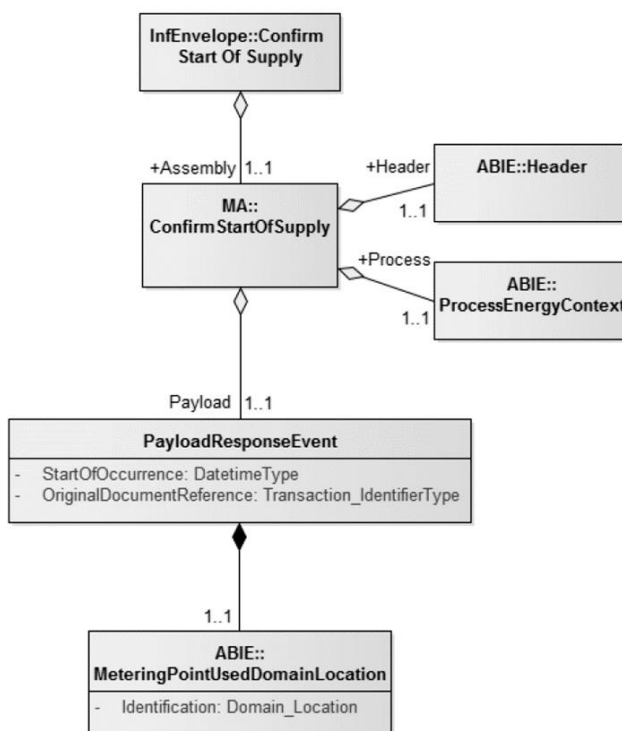 InfEnvelope::Confirm
Start Of Supply
+Assembly 1..1
+Header
ABIE::Header
1..1
MA::
ConfirmStartOfSupply
+Process
ABIE::
ProcessEnergyContext
1..1
Payload 1..1
PayloadResponseEvent
- StartOfOccurrence: DatetimeType
- OriginalDocumentReference: Transaction_IdentifierType
1..1
ABIE::
MeteringPointUsedDomainLocation
- Identification: Domain_Location